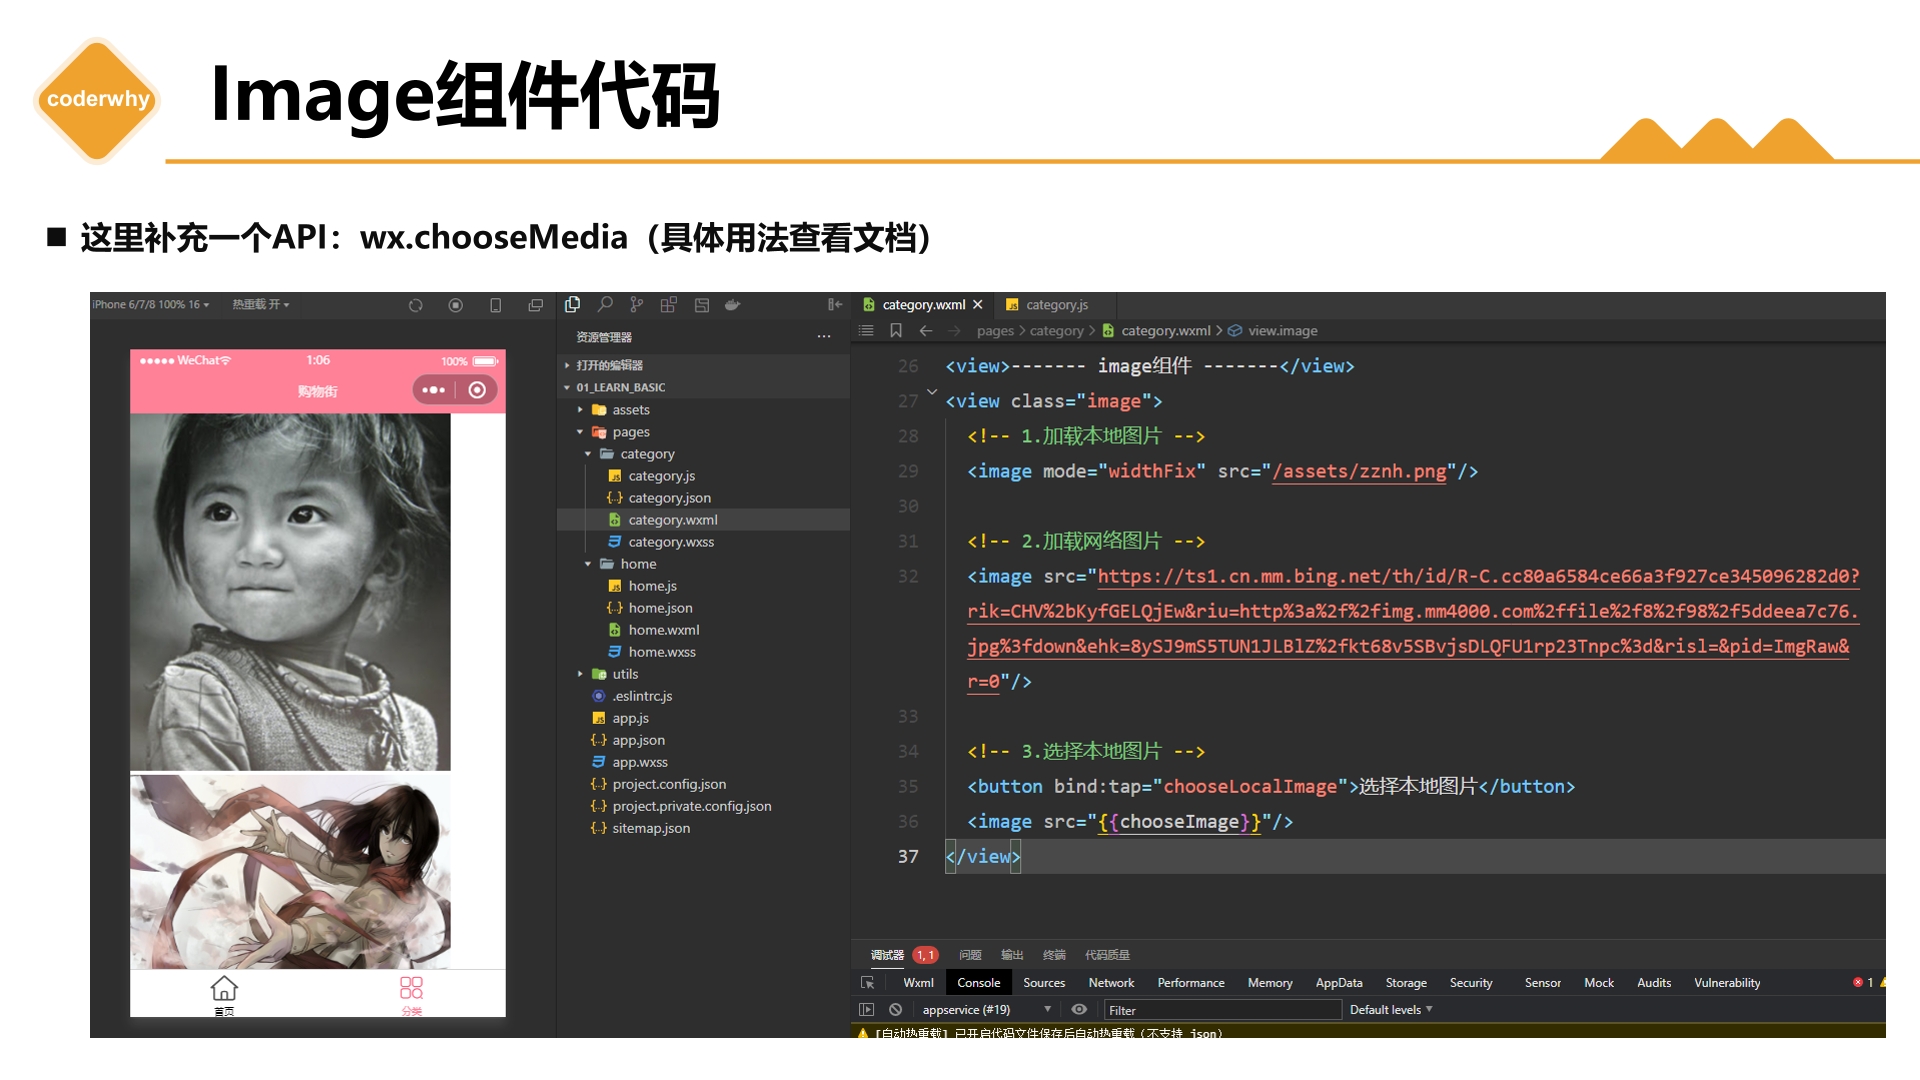 coderwhy
Image组件代码
■ 这里补充一个API：wx.chooseMedia（具体用法查看文档）
iPhone 6/7/8 100% 16 热重载 开
WeChat 1:06 100%
购物街
首页
分类
资源管理器
打开的编辑器
01_LEARN_BASIC
assets
pages
category
category.js
category.json
category.wxml
category.wxss
home
home.js
home.json
home.wxml
home.wxss
utils
.eslintrc.js
app.js
app.json
app.wxss
project.config.json
project.private.config.json
sitemap.json
category.wxml category.js
pages > category > category.wxml > view.image
26 <view>------- image组件 -------</view>
27 <view class="image">
28 <!-- 1.加载本地图片 -->
29 <image mode="widthFix" src="/assets/zznh.png"/>
30
31 <!-- 2.加载网络图片 -->
32 <image src="https://ts1.cn.mm.bing.net/th/id/R-C.cc80a6584ce66a3f927ce345096282d0?
rik=CHV%2bKyfGELQjEw&riu=http%3a%2f%2fimg.mm4000.com%2ffile%2f8%2f98%2f5ddeea7c76.
jpg%3fdown&ehk=8ySJ9mS5TUN1JLBlZ%2fkt68v5SBvjsDLQFU1rp23Tnpc%3d&risl=&pid=ImgRaw&
r=0"/>
33
34 <!-- 3.选择本地图片 -->
35 <button bind:tap="chooseLocalImage">选择本地图片</button>
36 <image src="{{chooseImage}}"/>
37 </view>
调试器 1, 1 问题 输出 终端 代码质量
Wxml Console Sources Network Performance Memory AppData Storage Security Sensor Mock Audits Vulnerability 1
appservice (#19) Filter Default levels
[自动热重载] 已开启代码文件保存后自动热重载（不支持 json）